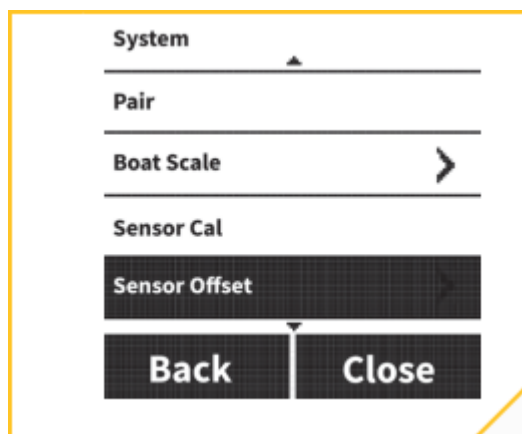 System
Pair
Boat Scale
Sensor Cal
Sensor Offset
Back Close